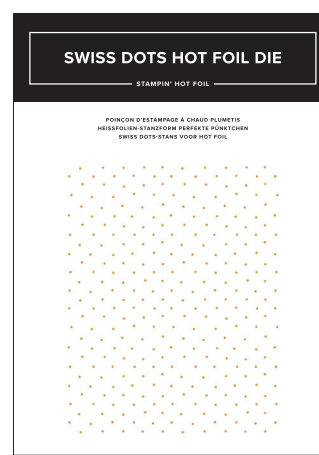 SWISS DOTS HOT FOIL DIE
STAMPIN' HOT FOIL
POINÇON D'ESTAMPAGE À CHAUD PLUMETIS
HEISSFOLIEN-STANZFORM PERFEKTE PÜNKTCHEN
SWISS DOTS-STANS VOOR HOT FOIL